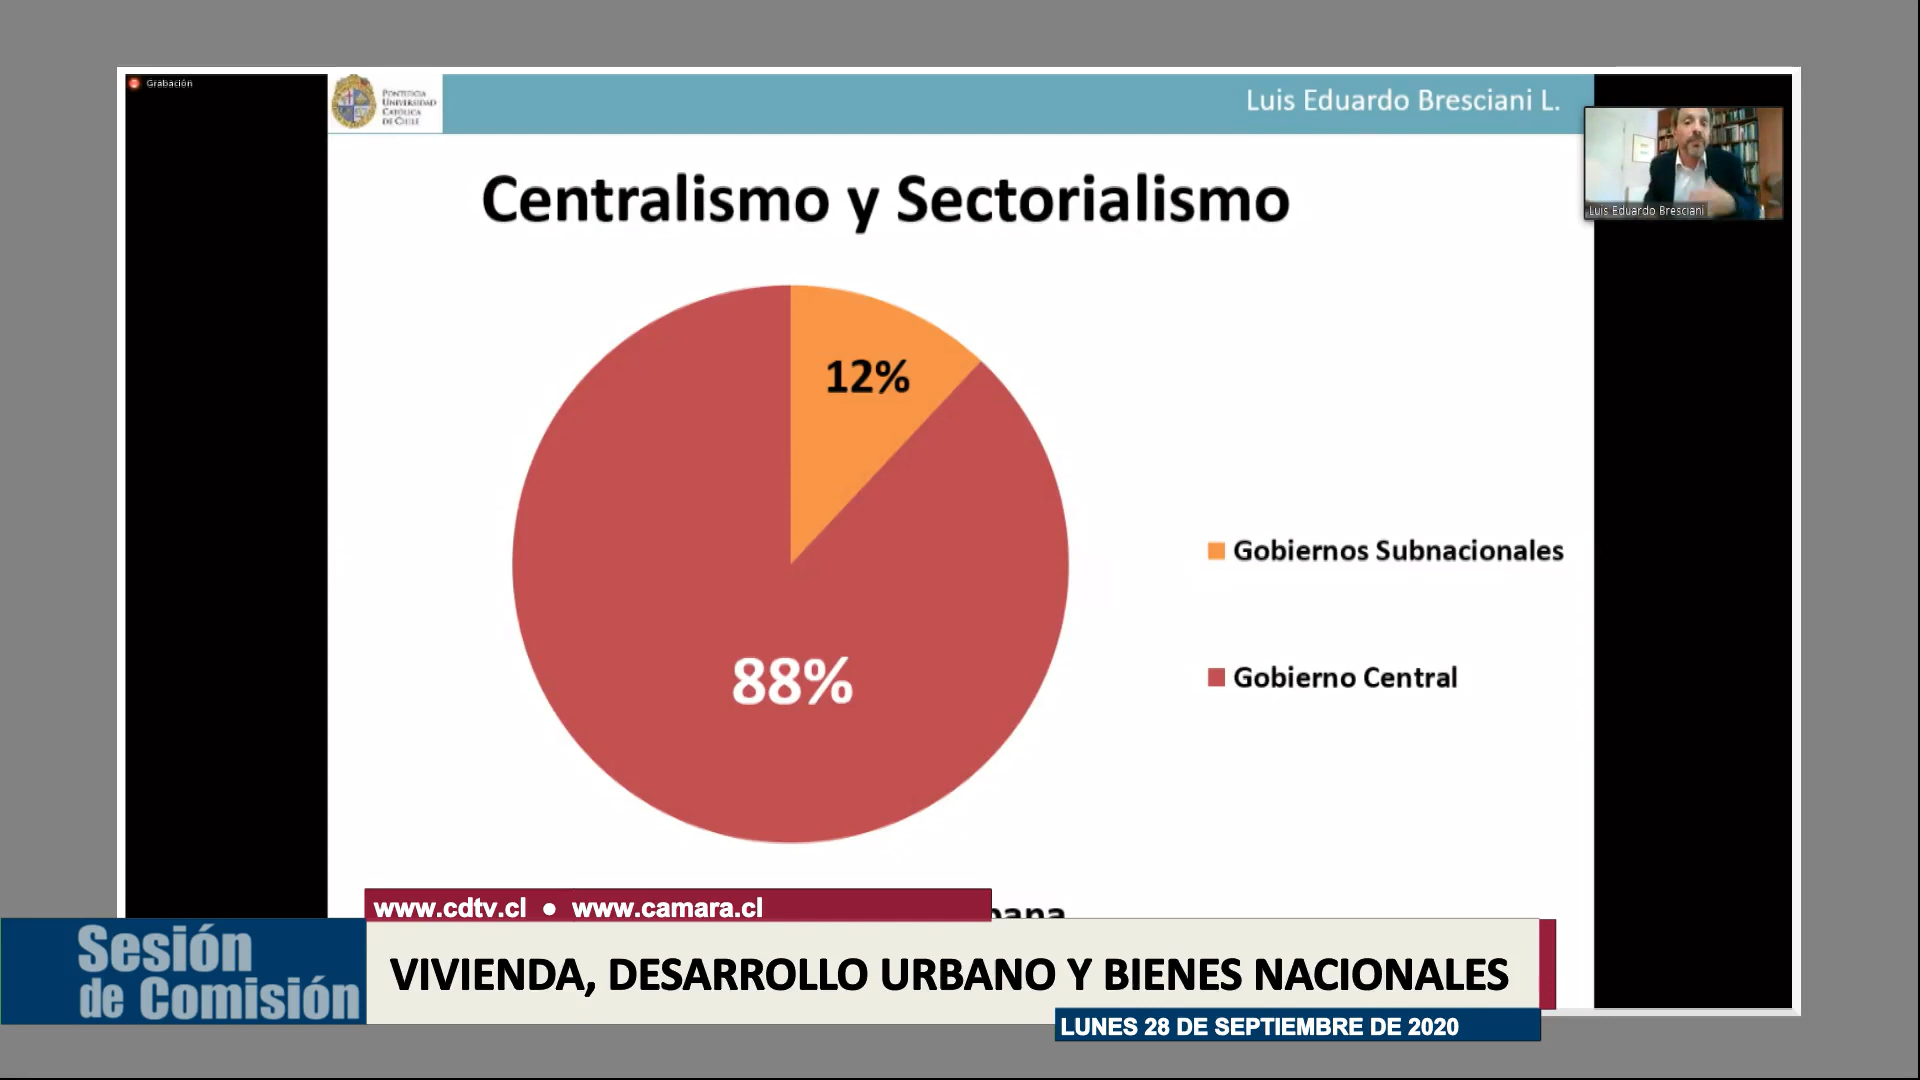 Grabación
PONTIFICIA
UNIVERSIDAD
CATÓLICA
DE CHILE
Luis Eduardo Bresciani L.
Luis Eduardo Bresciani
Centralismo y Sectorialismo
12%
88%
Gobiernos Subnacionales
Gobierno Central
www.cdtv.cl ● www.camara.cl
Sesión
de Comisión
VIVIENDA, DESARROLLO URBANO Y BIENES NACIONALES
LUNES 28 DE SEPTIEMBRE DE 2020